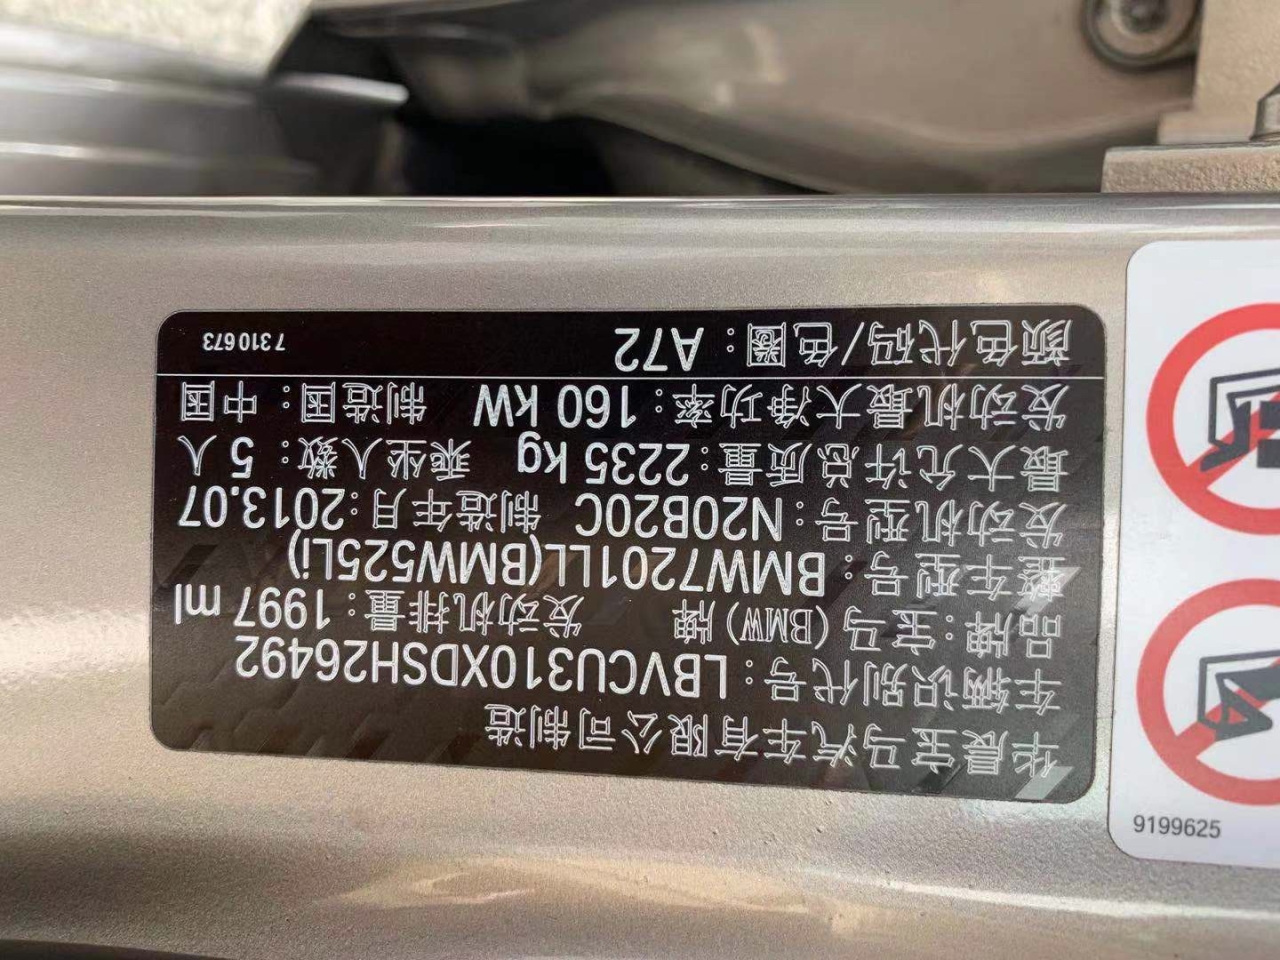 华晨宝马汽车有限公司制造
车辆识别代号：LBVCU310XDSH26492
品牌：宝马（BMW）牌 发动机排量：1997 ml
整车型号：BMW7201LL(BMW525Li)
发动机型号：N20B20C 制造年月：2013.07
最大允许总质量：2235 kg 乘坐人数：5 人
发动机最大净功率：160 kW 制造国：中国
颜色代码/色圈：A72 7 310 673
9199625